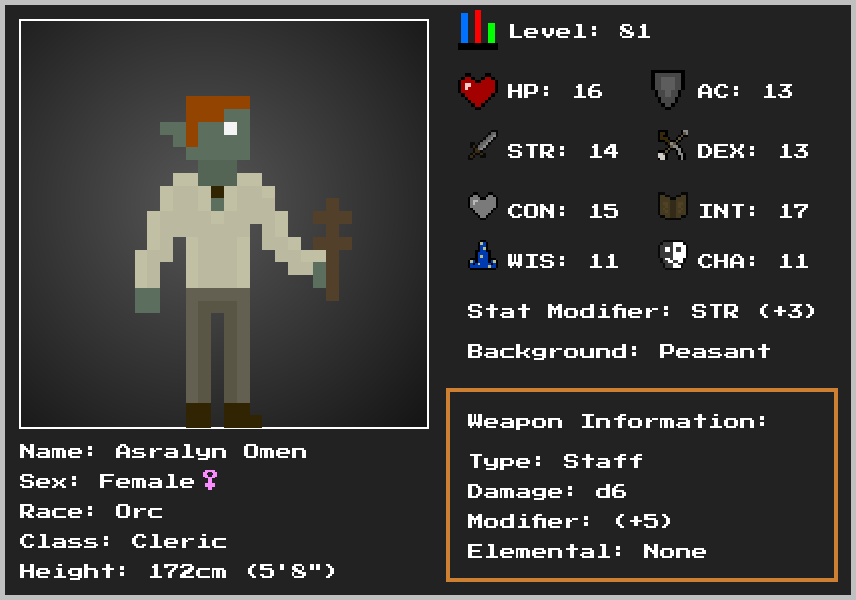 Level: 81
HP: 16
AC: 13
STR: 14
DEX: 13
CON: 15
INT: 17
WIS: 11
CHA: 11
Stat Modifier: STR (+3)
Background: Peasant
Weapon Information:
Type: Staff
Damage: d6
Modifier: (+5)
Elemental: None
Name: Asralyn Omen
Sex: Female♀
Race: Orc
Class: Cleric
Height: 172cm (5'8")